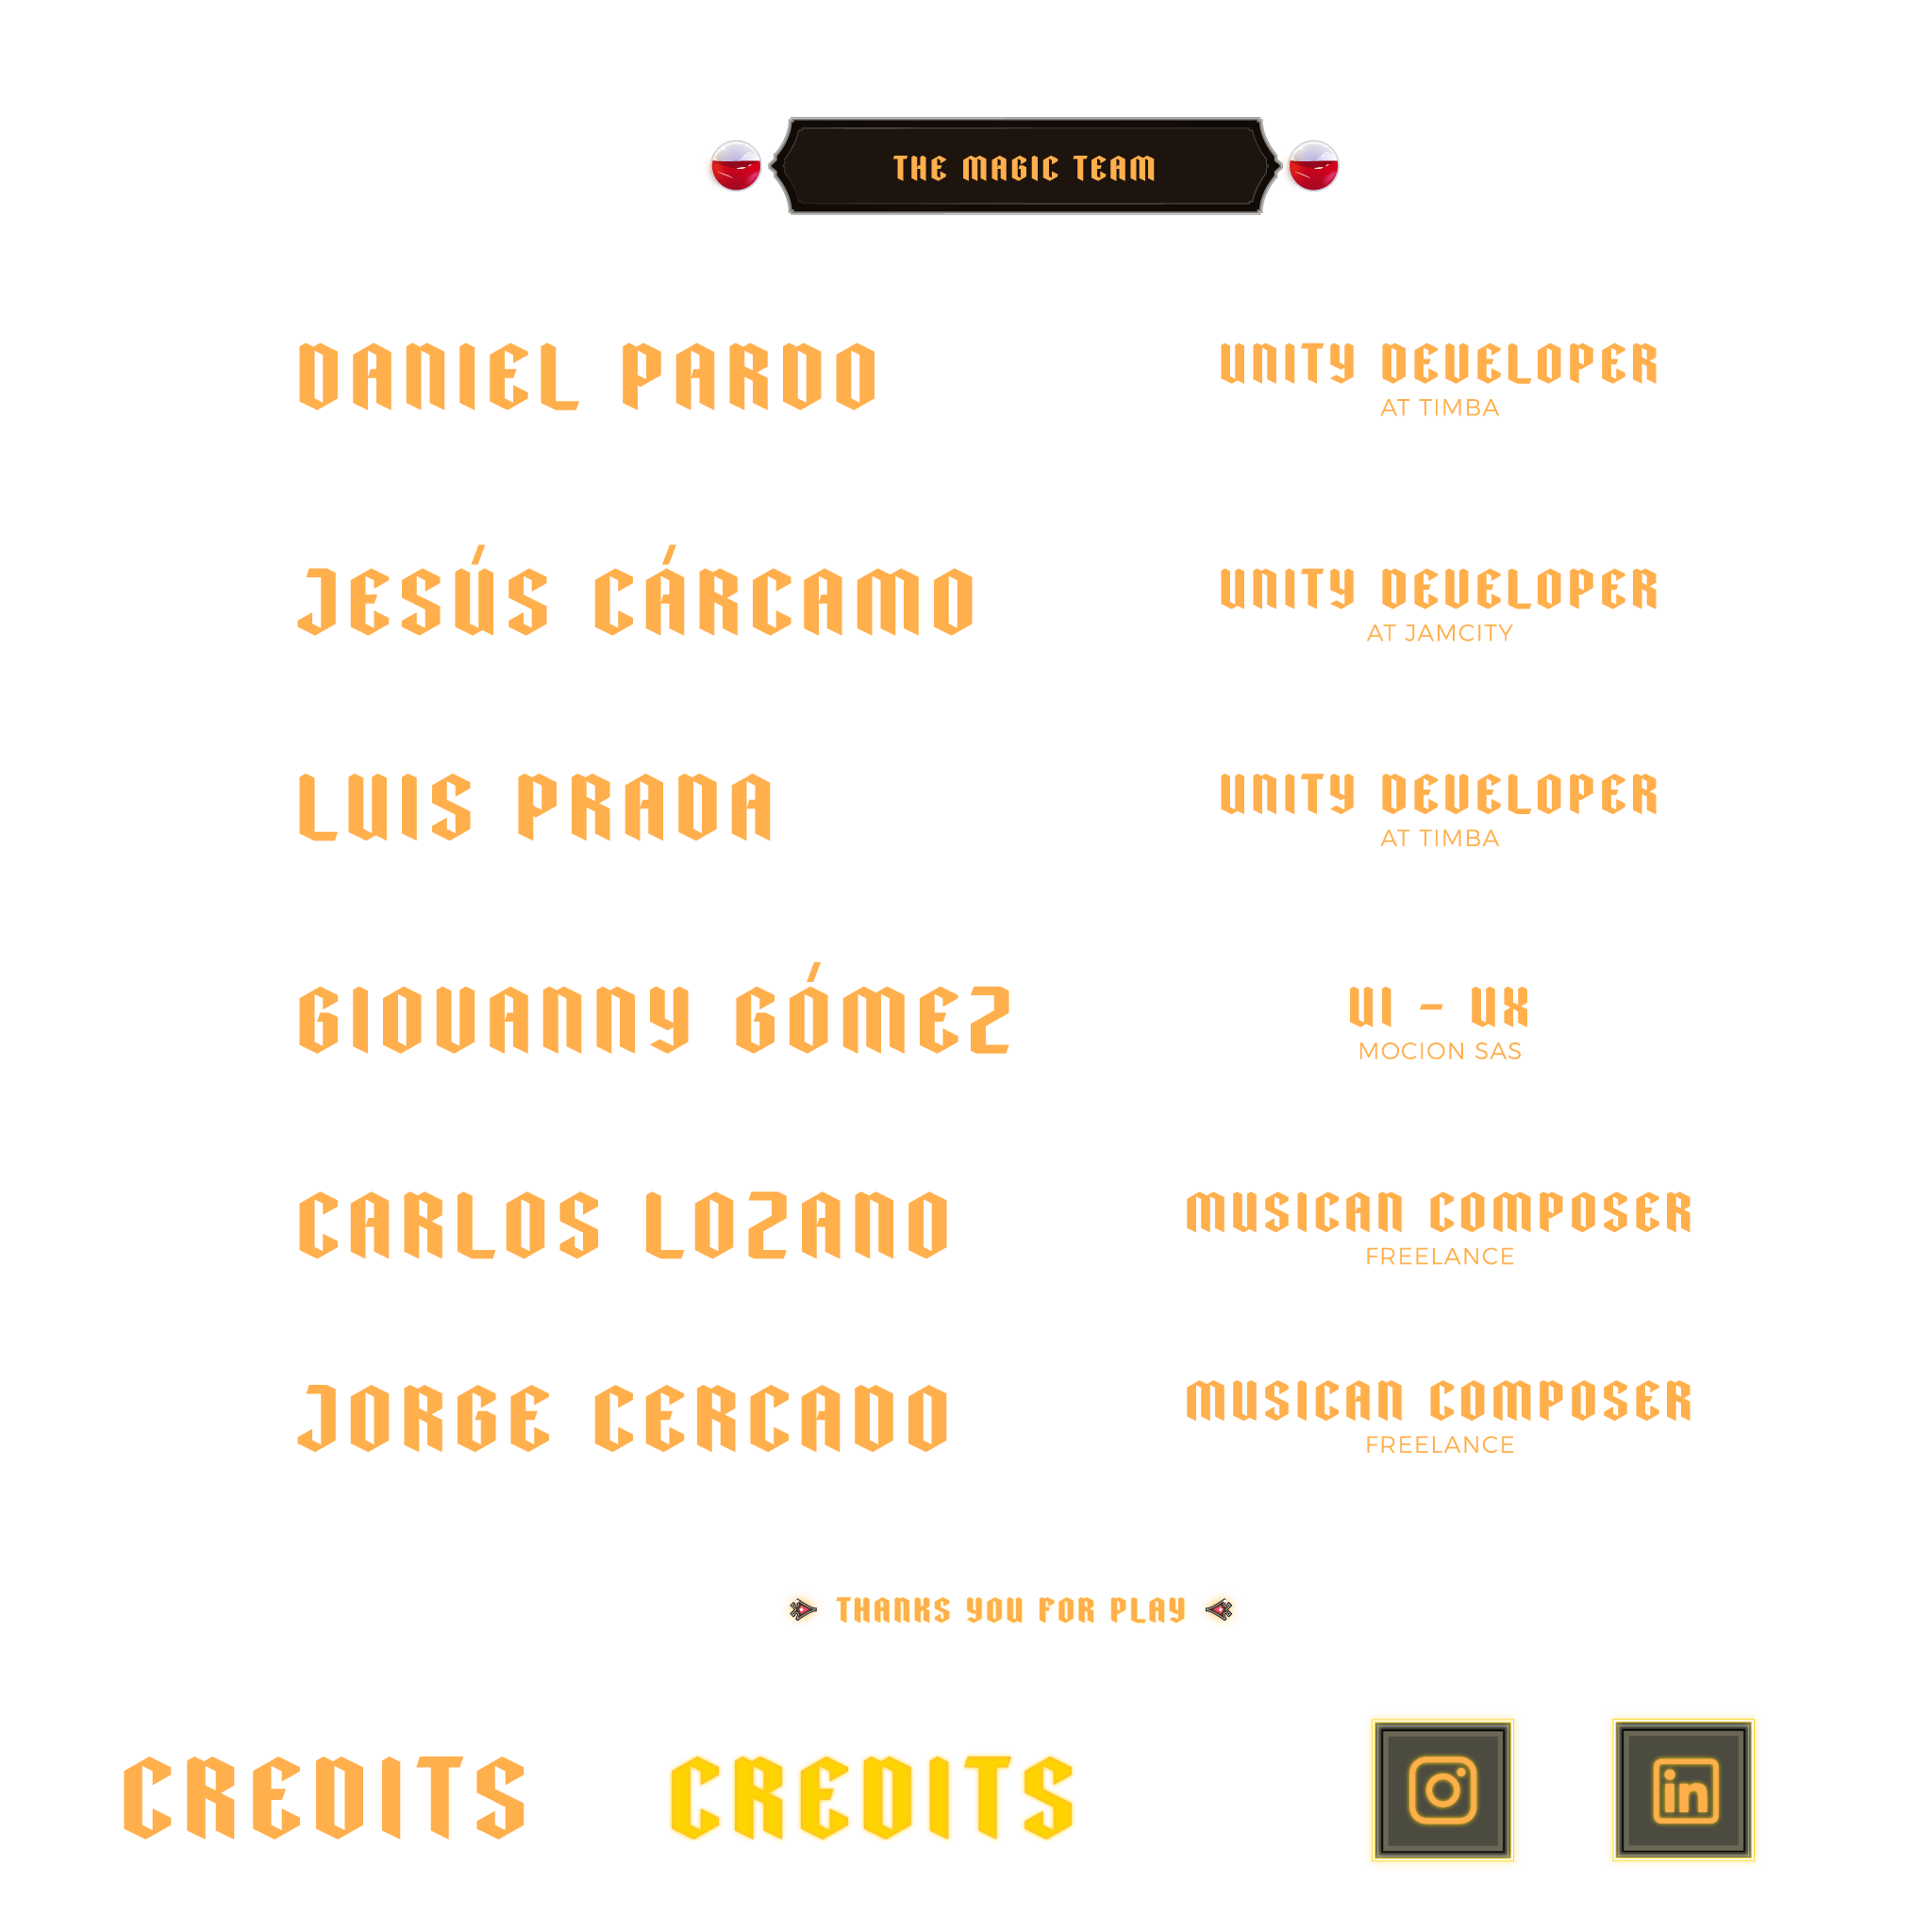 THE MAGIC TEAM
DANIEL PARDO
UNITY DEVELOPER
AT TIMBA
JESÚS CÁRCAMO
UNITY DEVELOPER
AT JAMCITY
LUIS PRADA
UNITY DEVELOPER
AT TIMBA
GIOVANNY GÓMEZ
UI - UX
MOCION SAS
CARLOS LOZANO
MUSICAN COMPOSER
FREELANCE
JORGE CERCADO
MUSICAN COMPOSER
FREELANCE
THANKS YOU FOR PLAY
CREDITS
CREDITS
in